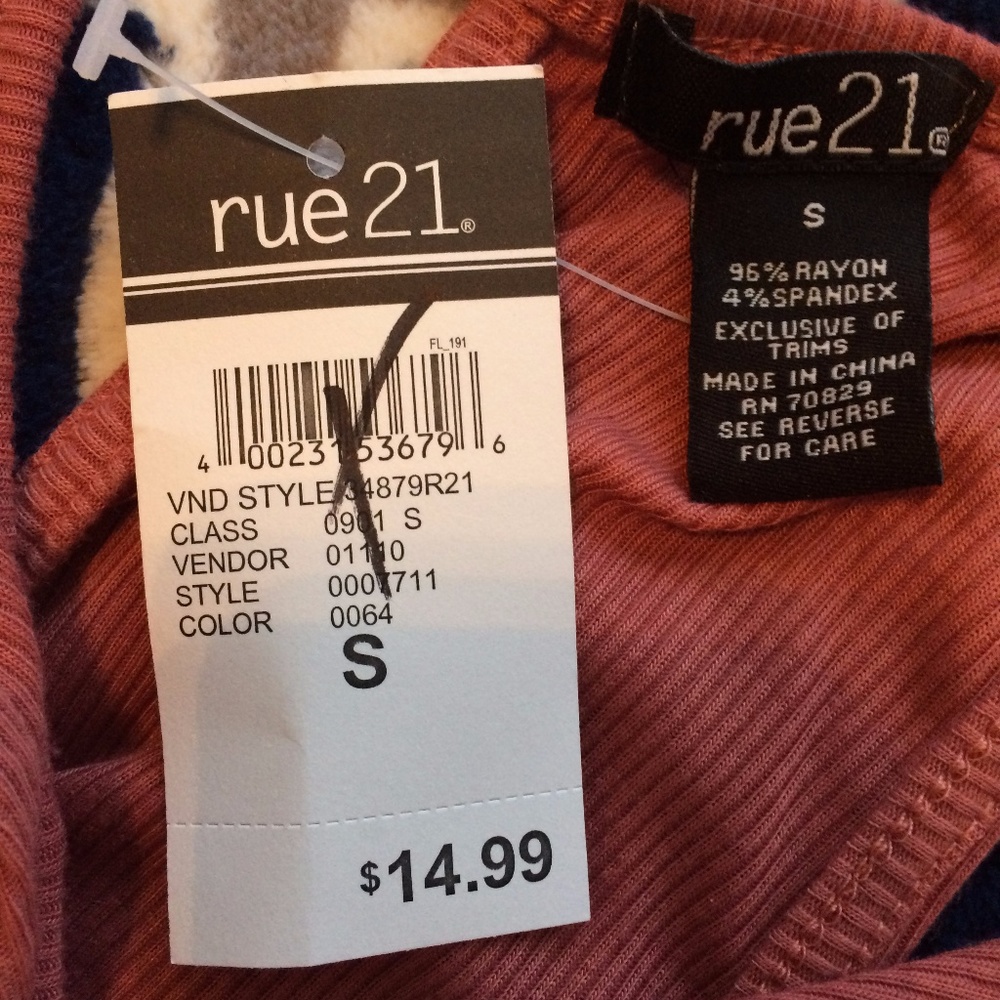 rue21®
FL_191
4 00231 53679 6
VND STYLE 34879R21
CLASS 0901 S
VENDOR 01110
STYLE 0007711
COLOR 0064
S
$14.99
rue21®
S
96% RAYON
4% SPANDEX
EXCLUSIVE OF
TRIMS
MADE IN CHINA
RN 70829
SEE REVERSE
FOR CARE